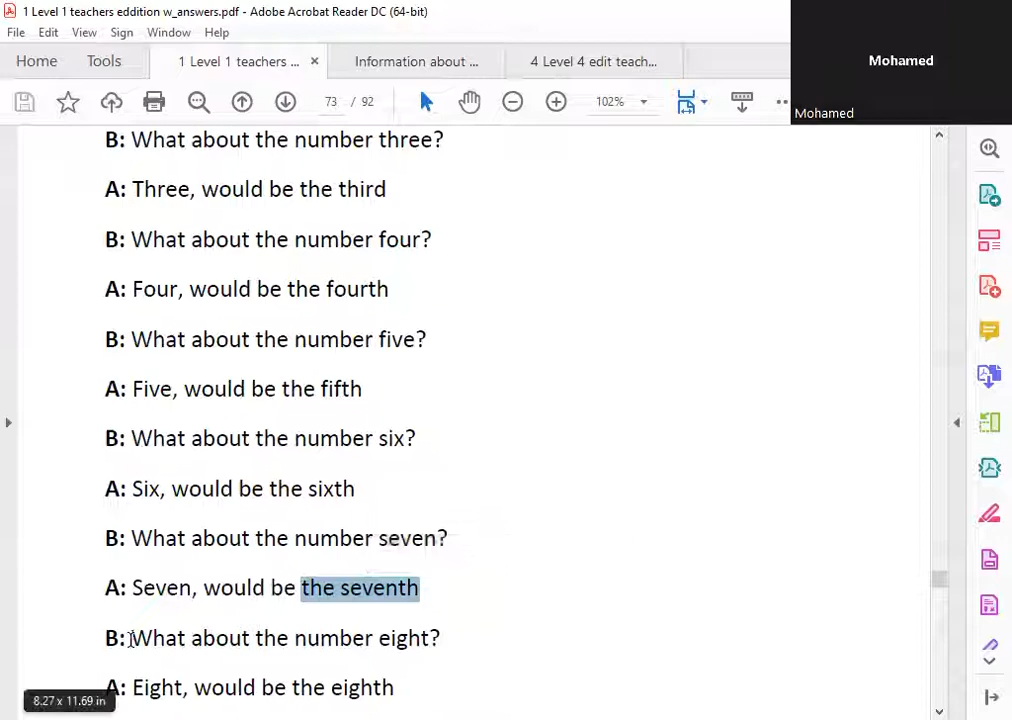 1 Level 1 teachers eddition w_answers.pdf - Adobe Acrobat Reader DC (64-bit)
File Edit View Sign Window Help
Home Tools 1 Level 1 teachers ... × Information about ... 4 Level 4 edit teach...
73 / 92 102%
Mohamed
Mohamed
B: What about the number three?
A: Three, would be the third
B: What about the number four?
A: Four, would be the fourth
B: What about the number five?
A: Five, would be the fifth
B: What about the number six?
A: Six, would be the sixth
B: What about the number seven?
A: Seven, would be the seventh
B: What about the number eight?
A: Eight, would be the eighth
8.27 x 11.69 in